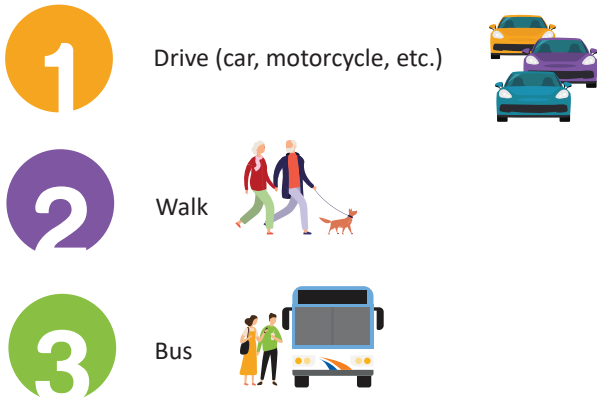 1
Drive (car, motorcycle, etc.)
2
Walk
3
Bus